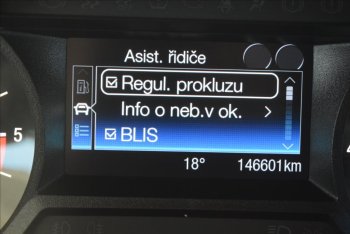 Asist. řidiče
Regul. prokluzu
Info o neb.v ok.
BLIS
18° 146601km
5